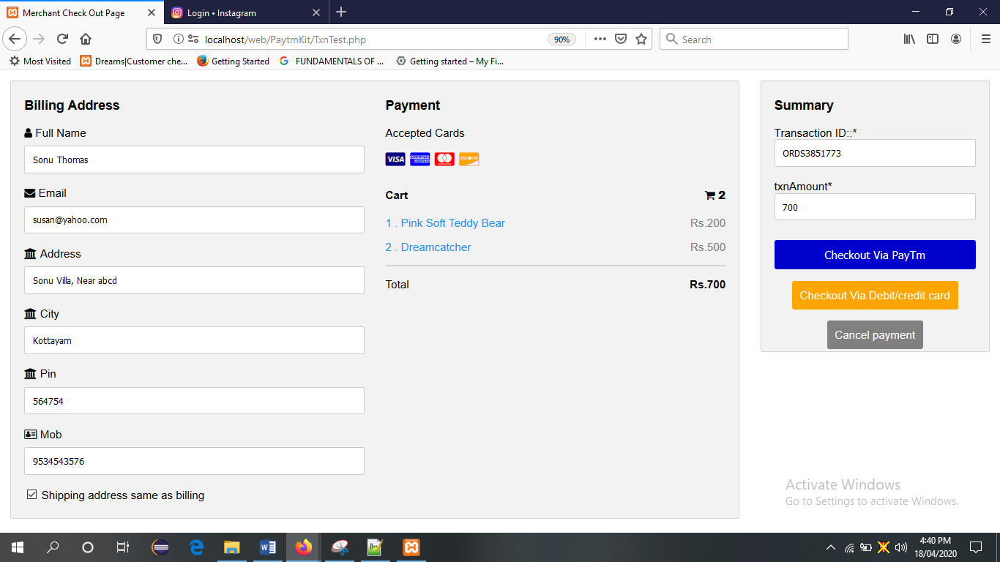 Merchant Check Out Page
Login • Instagram
localhost/web/PaytmKit/TxnTest.php
90%
Search
Most Visited
Dreams|Customer che...
Getting Started
FUNDAMENTALS OF ...
Getting started – My Fi...
Billing Address
Full Name
Sonu Thomas
Email
susan@yahoo.com
Address
Sonu Villa, Near abcd
City
Kottayam
Pin
564754
Mob
9534543576
Shipping address same as billing
Payment
Accepted Cards
VISA AMERICAN EXPRESS DISCOVER
Cart 2
1 . Pink Soft Teddy Bear Rs.200
2 . Dreamcatcher Rs.500
Total Rs.700
Summary
Transaction ID::*
ORDS3851773
txnAmount*
700
Checkout Via PayTm
Checkout Via Debit/credit card
Cancel payment
Activate Windows
Go to Settings to activate Windows.
4:40 PM
18/04/2020